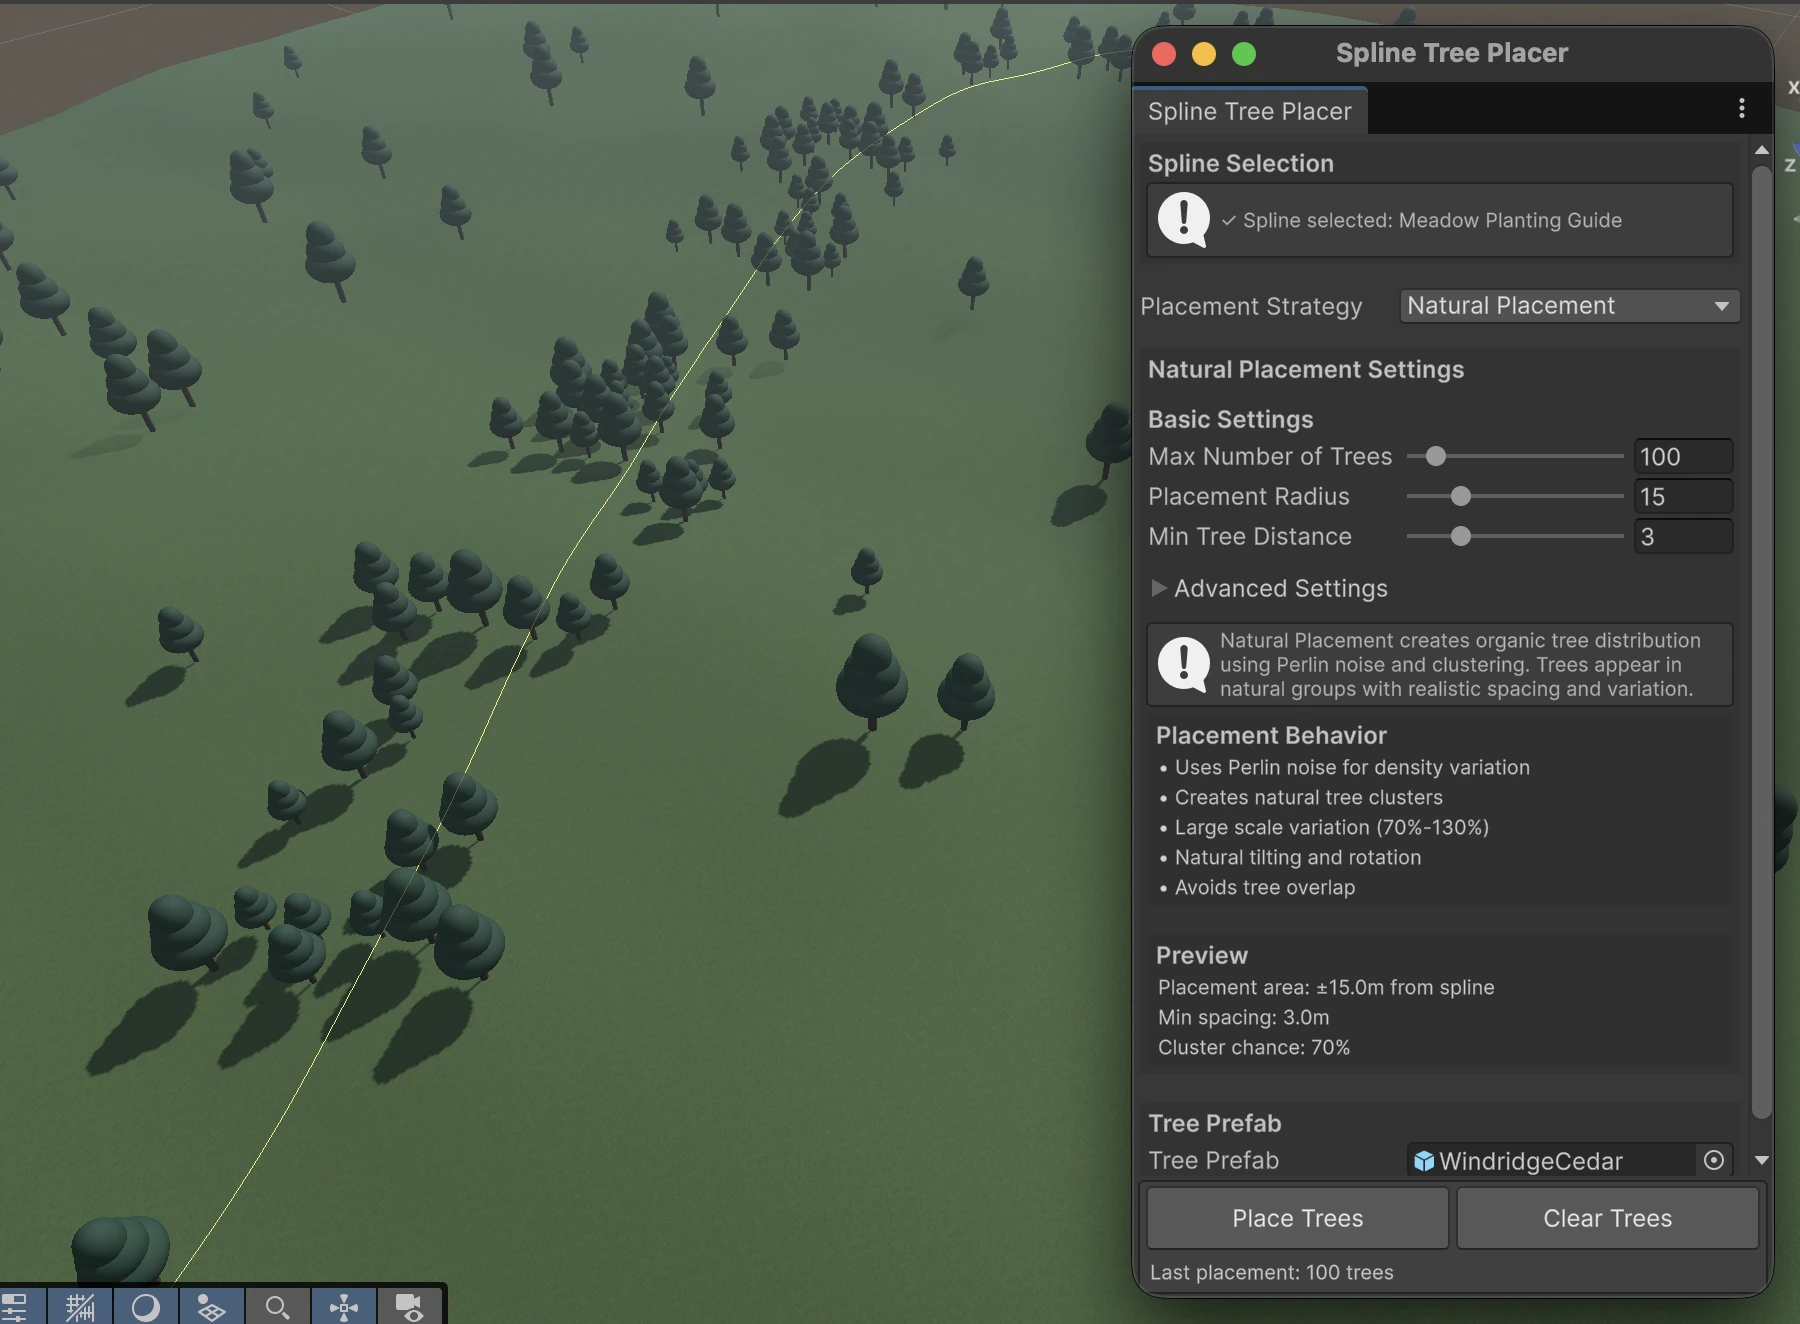 Spline Tree Placer
Spline Tree Placer
Spline Selection
✓ Spline selected: Meadow Planting Guide
Placement Strategy
Natural Placement
Natural Placement Settings
Basic Settings
Max Number of Trees 100
Placement Radius 15
Min Tree Distance 3
Advanced Settings
Natural Placement creates organic tree distribution
using Perlin noise and clustering. Trees appear in
natural groups with realistic spacing and variation.
Placement Behavior
• Uses Perlin noise for density variation
• Creates natural tree clusters
• Large scale variation (70%-130%)
• Natural tilting and rotation
• Avoids tree overlap
Preview
Placement area: ±15.0m from spline
Min spacing: 3.0m
Cluster chance: 70%
Tree Prefab
Tree Prefab WindridgeCedar
Place Trees Clear Trees
Last placement: 100 trees
x
z